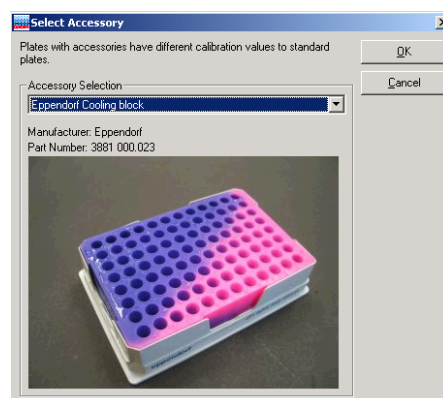 Select Accessory
Plates with accessories have different calibration values to standard
plates.
OK
Cancel
Accessory Selection
Eppendorf Cooling block
Manufacturer: Eppendorf
Part Number: 3881 000.023
eppendorf